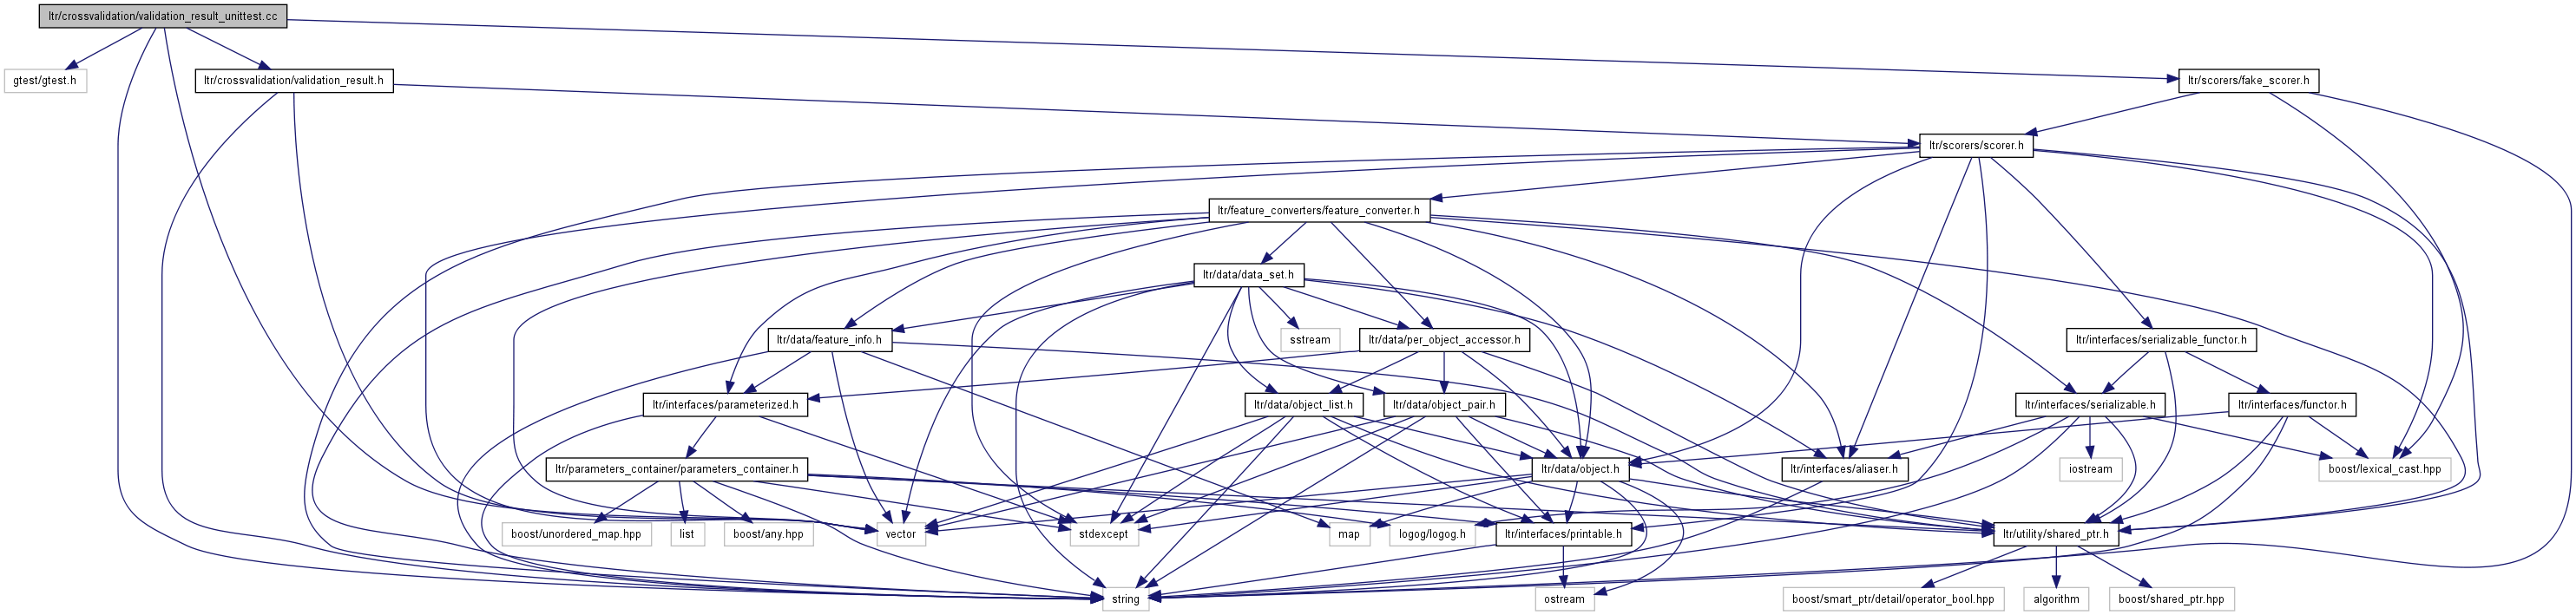 ltr/crossvalidation/validation_result_unittest.cc
gtest/gtest.h
ltr/crossvalidation/validation_result.h
ltr/scorers/fake_scorer.h
ltr/scorers/scorer.h
ltr/feature_converters/feature_converter.h
ltr/data/data_set.h
ltr/data/feature_info.h
sstream
ltr/data/per_object_accessor.h
ltr/interfaces/serializable_functor.h
ltr/interfaces/parameterized.h
ltr/data/object_list.h
ltr/data/object_pair.h
ltr/interfaces/serializable.h
ltr/interfaces/functor.h
ltr/parameters_container/parameters_container.h
ltr/data/object.h
ltr/interfaces/aliaser.h
iostream
boost/lexical_cast.hpp
boost/unordered_map.hpp
list
boost/any.hpp
vector
stdexcept
map
logog/logog.h
ltr/interfaces/printable.h
ltr/utility/shared_ptr.h
string
ostream
boost/smart_ptr/detail/operator_bool.hpp
algorithm
boost/shared_ptr.hpp